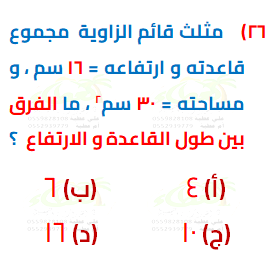 ٢٦) مثلث قائم الزاوية مجموع
قاعدته و ارتفاعه = ١٦ سم ، و
مساحته = ٣٠ سم٢ ، ما الفرق
بين طول القاعدة و الارتفاع ؟
(أ) ٤ (ب) ٦
(ج) ١٠ (د) ١٦